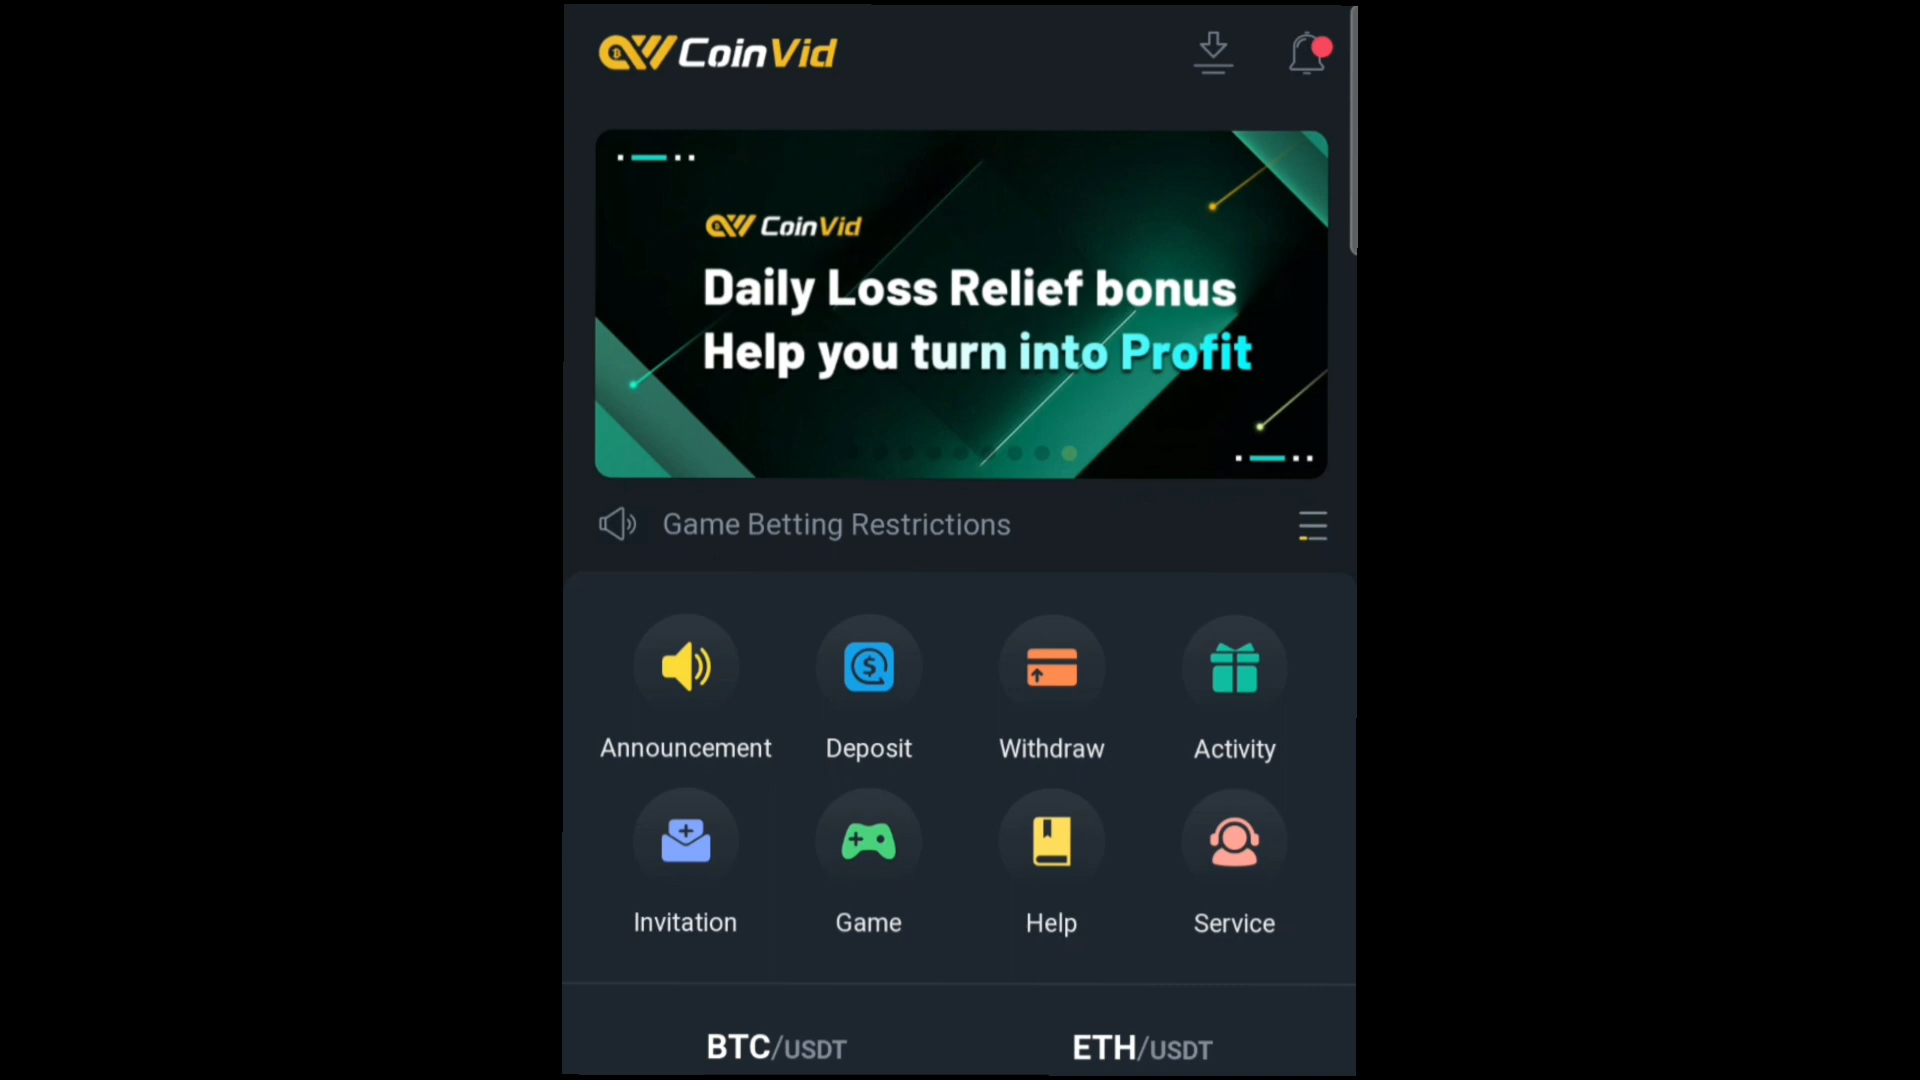 CoinVid
CoinVid
Daily Loss Relief bonus
Help you turn into Profit
Game Betting Restrictions
Announcement
Deposit
Withdraw
Activity
Invitation
Game
Help
Service
BTC/USDT
ETH/USDT